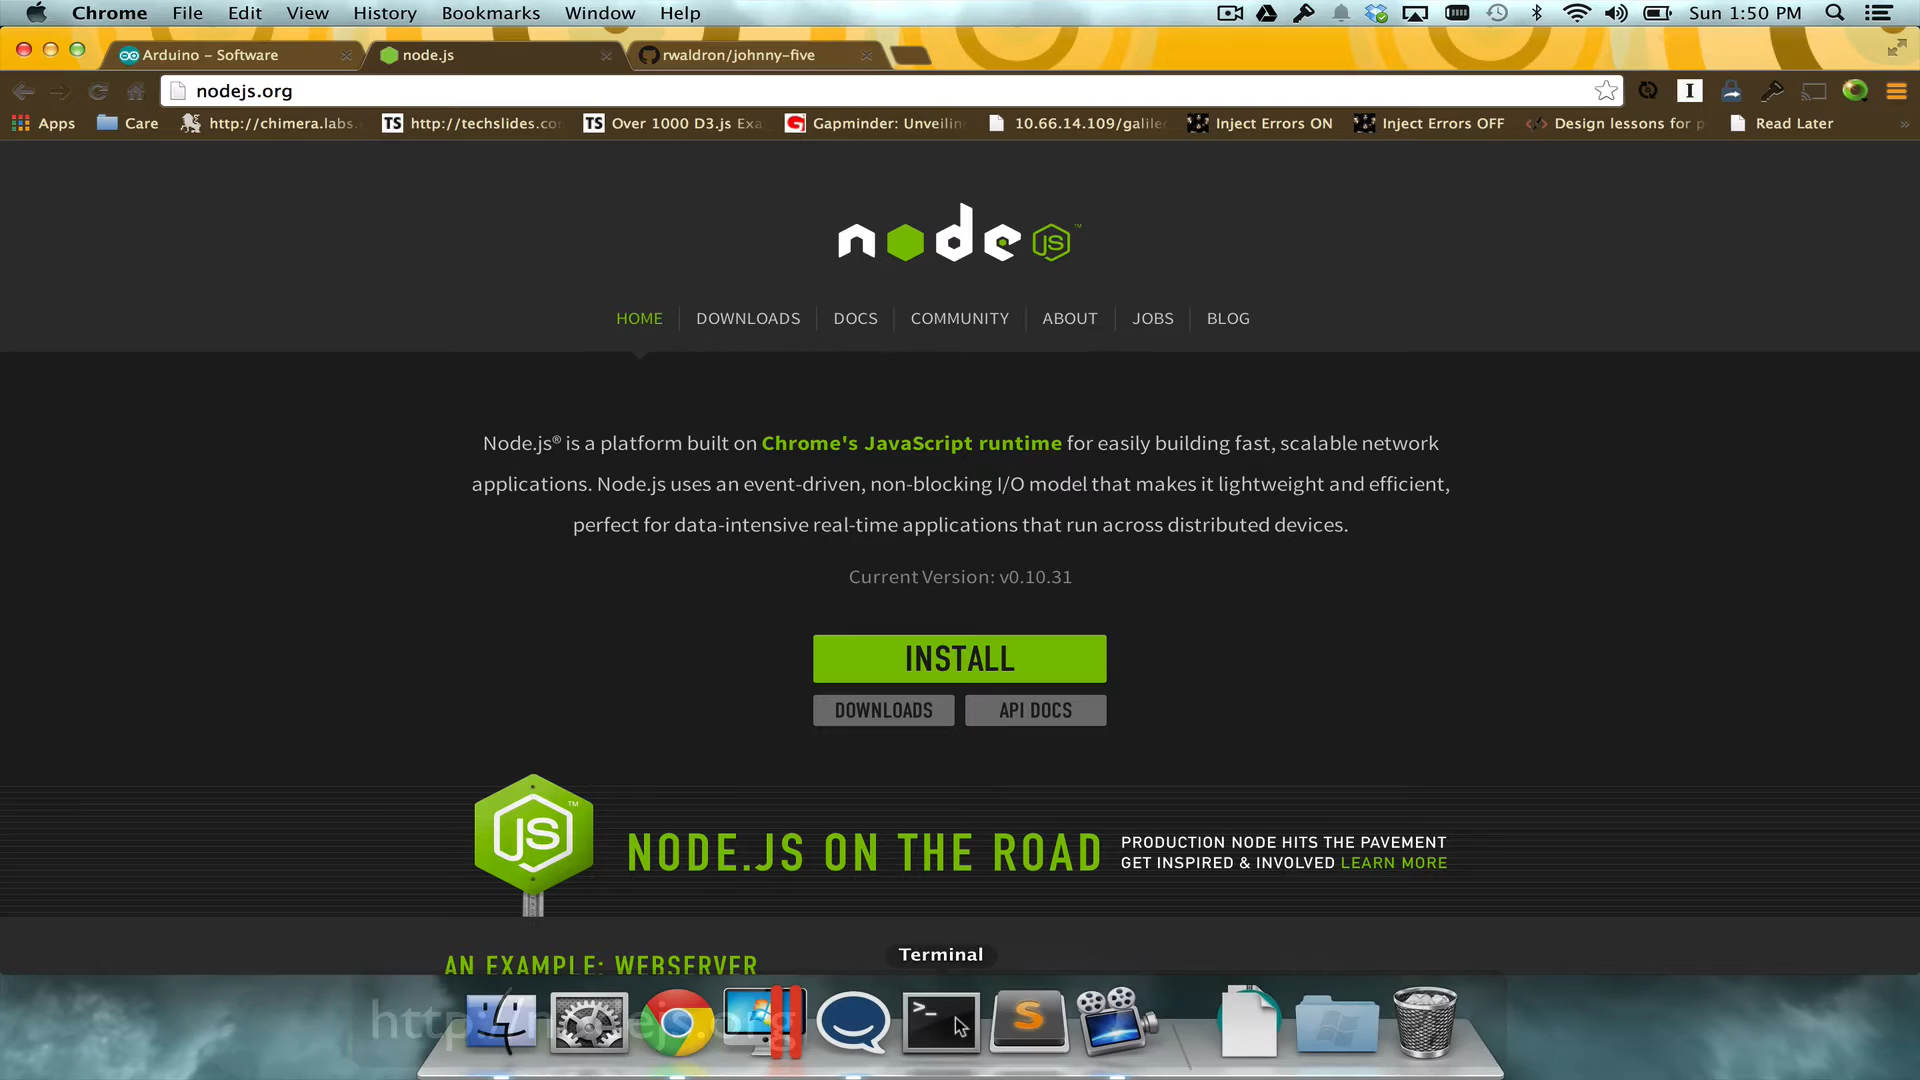 Chrome File Edit View History Bookmarks Window Help Sun 1:50 PM
Arduino - Software node.js rwaldron/johnny-five
nodejs.org
Apps Care http://chimera.labs. TS http://techslides.co TS Over 1000 D3.js Exa Gapminder: Unveilin 10.66.14.109/galile Inject Errors ON Inject Errors OFF Design lessons for p Read Later
node JS ™
HOME DOWNLOADS DOCS COMMUNITY ABOUT JOBS BLOG
Node.js® is a platform built on Chrome's JavaScript runtime for easily building fast, scalable network
applications. Node.js uses an event-driven, non-blocking I/O model that makes it lightweight and efficient,
perfect for data-intensive real-time applications that run across distributed devices.
Current Version: v0.10.31
INSTALL
DOWNLOADS API DOCS
JS ™
NODE.JS ON THE ROAD
PRODUCTION NODE HITS THE PAVEMENT
GET INSPIRED & INVOLVED LEARN MORE
AN EXAMPLE: WEBSERVER
Terminal
http://nodejs.org